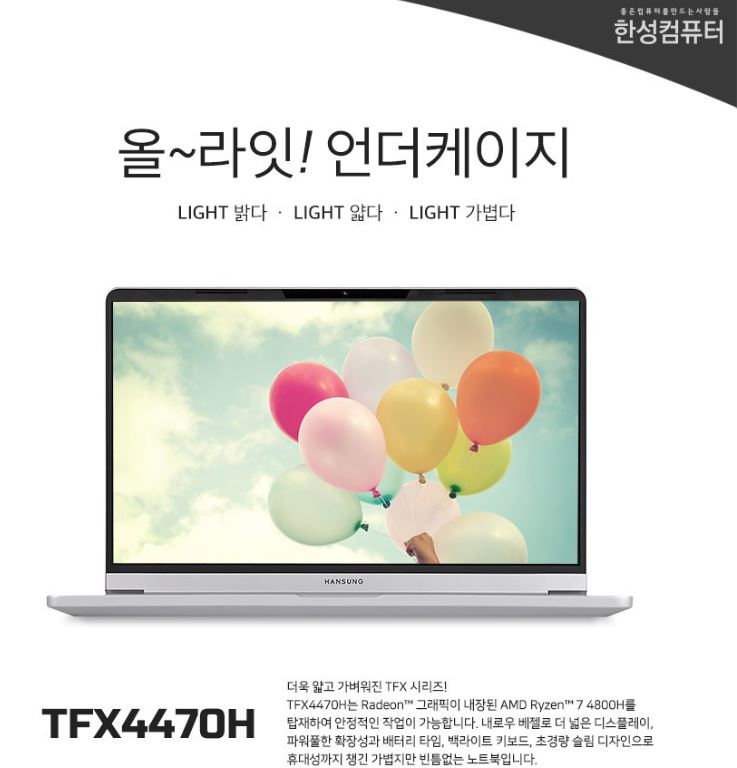 좋은컴퓨터를만드는사람들
한성컴퓨터
올~라잇! 언더케이지
LIGHT 밝다 · LIGHT 얇다 · LIGHT 가볍다
HANSUNG
TFX4470H
더욱 얇고 가벼워진 TFX 시리즈!
TFX4470H는 Radeon™ 그래픽이 내장된 AMD Ryzen™ 7 4800H를
탑재하여 안정적인 작업이 가능합니다. 내로우 베젤로 더 넓은 디스플레이,
파워풀한 확장성과 배터리 타임, 백라이트 키보드, 초경량 슬림 디자인으로
휴대성까지 챙긴 가볍지만 빈틈없는 노트북입니다.